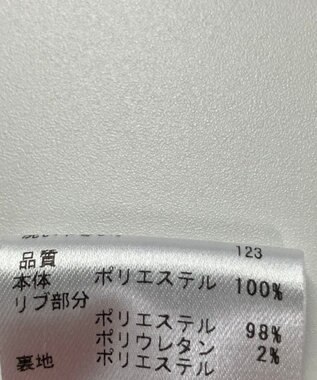 品質 123
本体 ポリエステル 100%
リブ部分
ポリエステル 98%
ポリウレタン 2%
裏地 ポリエステル